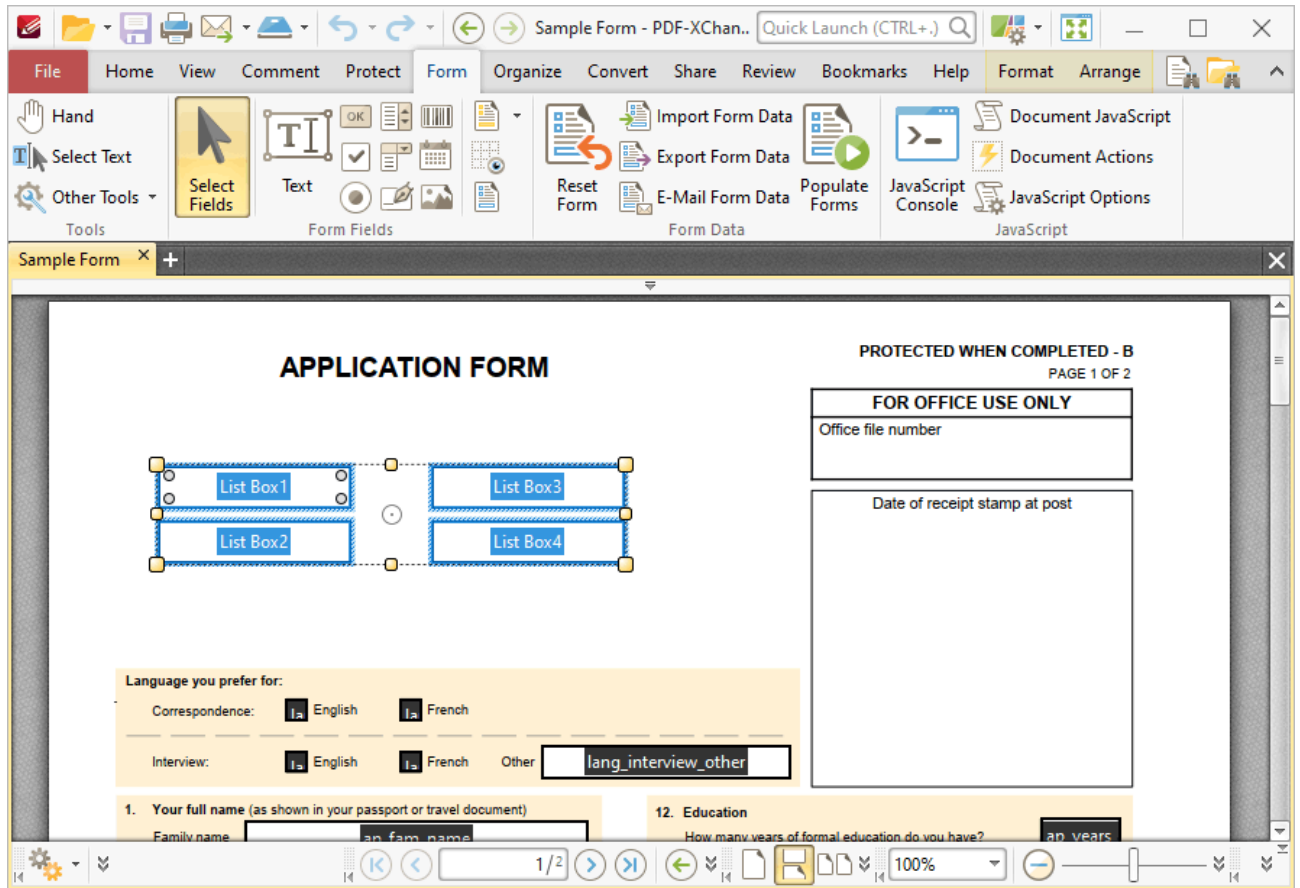 Sample Form - PDF-XChan..
Quick Launch (CTRL+.)
File Home View Comment Protect Form Organize Convert Share Review Bookmarks Help Format Arrange
Hand
Select Text
Other Tools
Tools
Select Fields
Text
OK
Form Fields
Reset Form
Import Form Data
Export Form Data
E-Mail Form Data
Populate Forms
Form Data
JavaScript Console
Document JavaScript
Document Actions
JavaScript Options
JavaScript
Sample Form
APPLICATION FORM
PROTECTED WHEN COMPLETED - B
PAGE 1 OF 2
FOR OFFICE USE ONLY
Office file number
List Box1 List Box3
List Box2 List Box4
Date of receipt stamp at post
Language you prefer for:
Correspondence: la English la French
Interview: la English la French Other lang_interview_other
1. Your full name (as shown in your passport or travel document)
Family name ap_fam_name
12. Education
How many years of formal education do you have? ap_years
1/2
100%